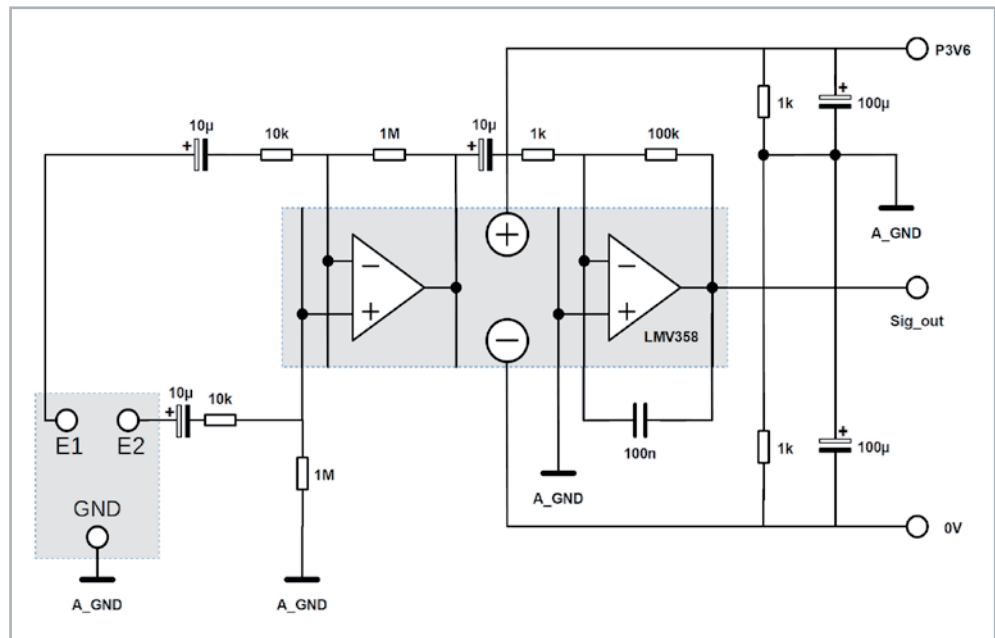 P3V6
1k
+
100µ
10µ
+
10k
1M
10µ
+
1k
100k
A_GND
+
−
+
−
+
−
+
Sig_out
LMV358
10µ
+
10k
E1
E2
1M
100n
1k
+
100µ
A_GND
GND
0V
A_GND
A_GND